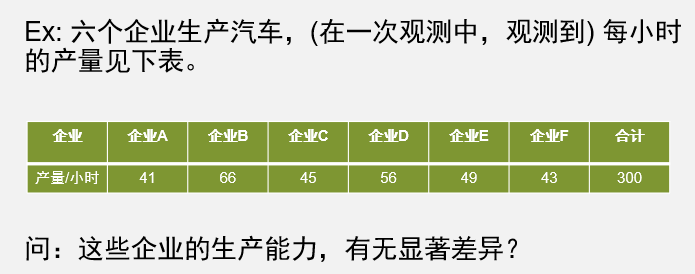 Ex: 六个企业生产汽车，(在一次观测中，观测到) 每小时
的产量见下表。
企业 企业A 企业B 企业C 企业D 企业E 企业F 合计
产量/小时 41 66 45 56 49 43 300
问：这些企业的生产能力，有无显著差异？